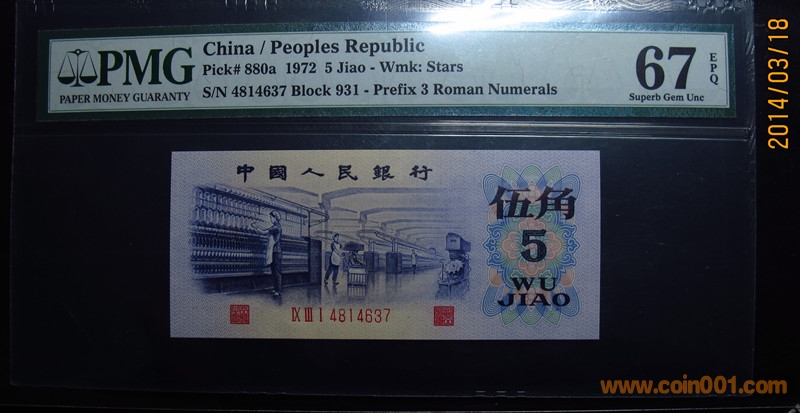 PMG
PAPER MONEY GUARANTY
China / Peoples Republic
Pick# 880a 1972 5 Jiao - Wmk: Stars
S/N 4814637 Block 931 - Prefix 3 Roman Numerals
67 EPQ
Superb Gem Unc
2014/03/18
中國人民銀行
伍角
5
WU
JIAO
IX III I 4814637
www.coin001.com